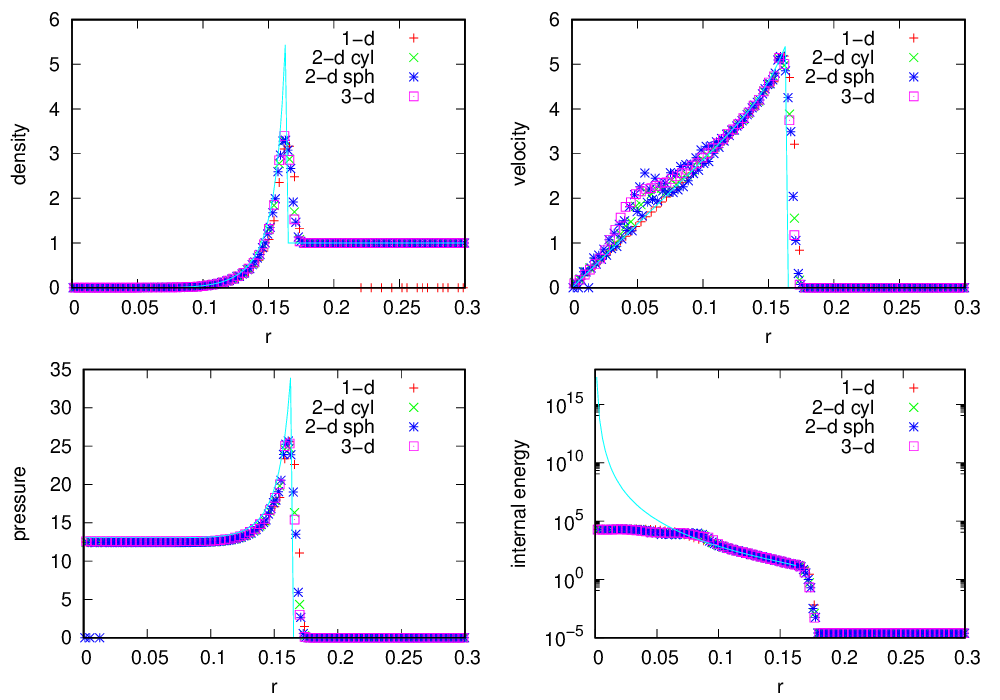 density
6
5
4
3
2
1
0
1-d
2-d cyl
2-d sph
3-d
0 0.05 0.1 0.15 0.2 0.25 0.3
r
velocity
6
5
4
3
2
1
0
1-d
2-d cyl
2-d sph
3-d
0 0.05 0.1 0.15 0.2 0.25 0.3
r
pressure
35
30
25
20
15
10
5
0
1-d
2-d cyl
2-d sph
3-d
0 0.05 0.1 0.15 0.2 0.25 0.3
r
internal energy
10^15
10^10
10^5
10^0
10^-5
1-d
2-d cyl
2-d sph
3-d
0 0.05 0.1 0.15 0.2 0.25 0.3
r